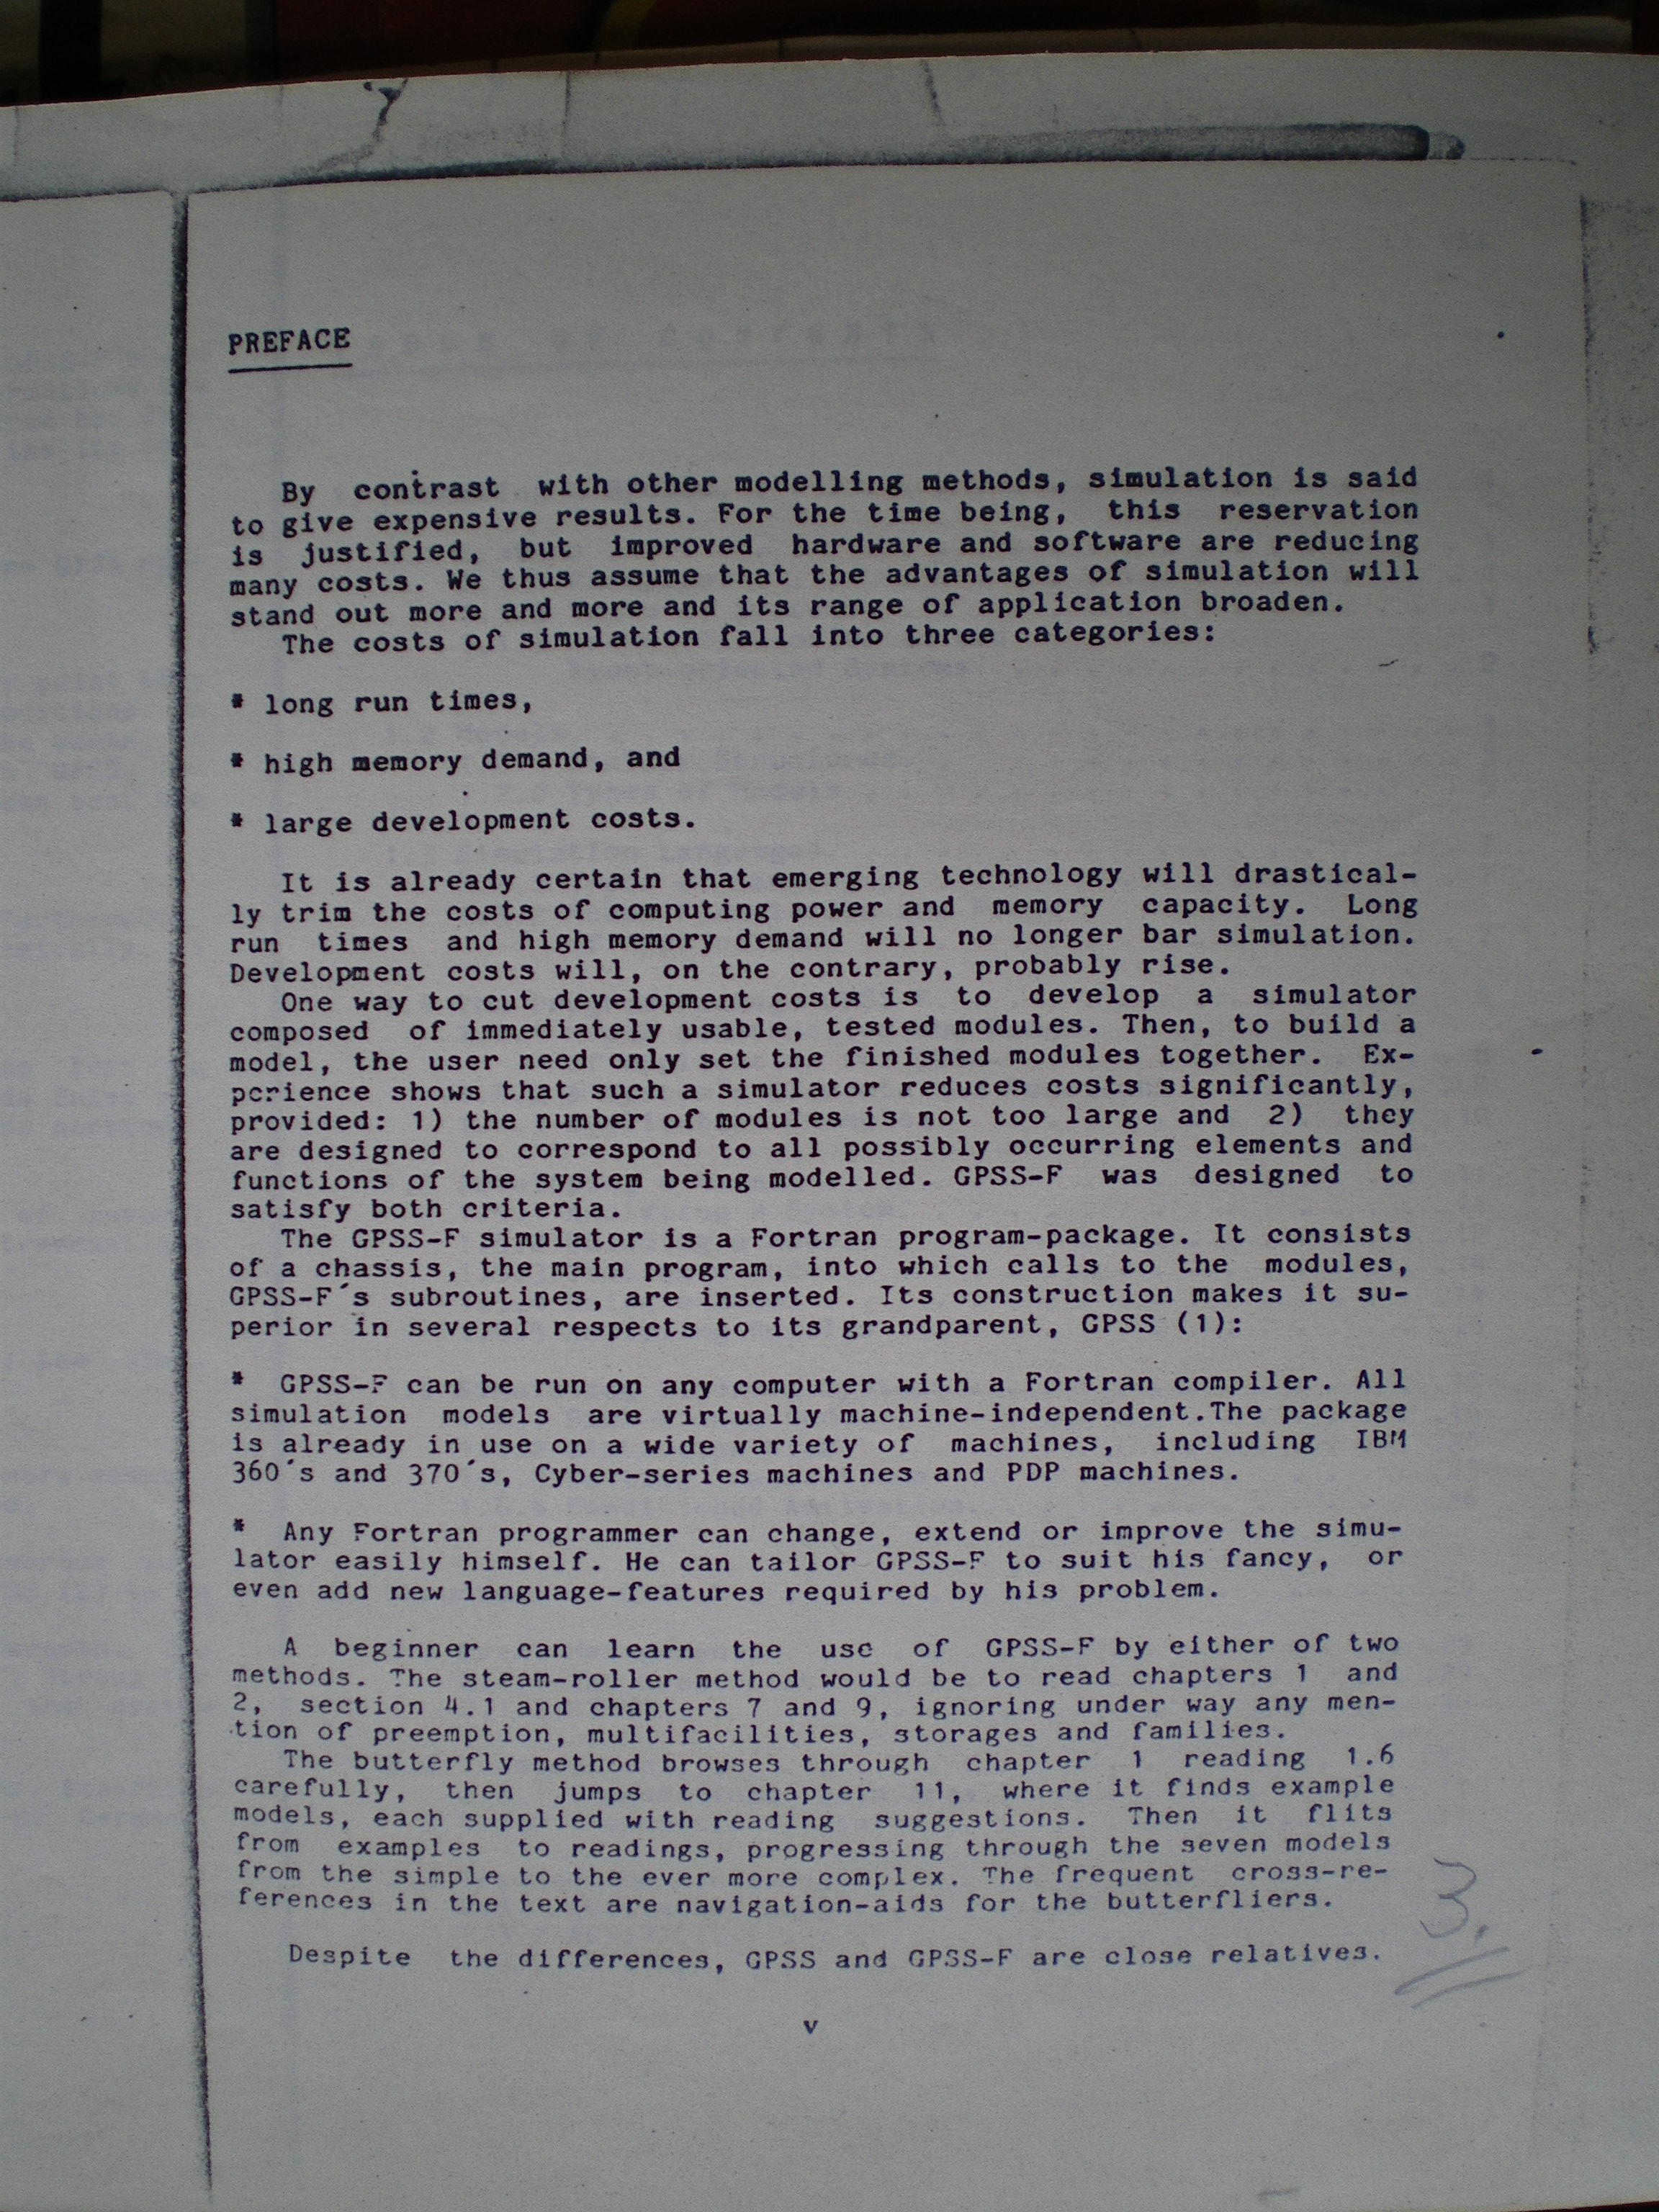 PREFACE
By contrast with other modelling methods, simulation is said
to give expensive results. For the time being, this reservation
is justified, but improved hardware and software are reducing
many costs. We thus assume that the advantages of simulation will
stand out more and more and its range of application broaden.
The costs of simulation fall into three categories:
* long run times,
* high memory demand, and
* large development costs.
It is already certain that emerging technology will drastical-
ly trim the costs of computing power and memory capacity. Long
run times and high memory demand will no longer bar simulation.
Development costs will, on the contrary, probably rise.
One way to cut development costs is to develop a simulator
composed of immediately usable, tested modules. Then, to build a
model, the user need only set the finished modules together. Ex-
perience shows that such a simulator reduces costs significantly,
provided: 1) the number of modules is not too large and 2) they
are designed to correspond to all possibly occurring elements and
functions of the system being modelled. GPSS-F was designed to
satisfy both criteria.
The GPSS-F simulator is a Fortran program-package. It consists
of a chassis, the main program, into which calls to the modules,
GPSS-F´s subroutines, are inserted. Its construction makes it su-
perior in several respects to its grandparent, GPSS (1):
* GPSS-F can be run on any computer with a Fortran compiler. All
simulation models are virtually machine-independent.The package
is already in use on a wide variety of machines, including IBM
360´s and 370´s, Cyber-series machines and PDP machines.
* Any Fortran programmer can change, extend or improve the simu-
lator easily himself. He can tailor GPSS-F to suit his fancy, or
even add new language-features required by his problem.
A beginner can learn the use of GPSS-F by either of two
methods. The steam-roller method would be to read chapters 1 and
2, section 4.1 and chapters 7 and 9, ignoring under way any men-
tion of preemption, multifacilities, storages and families.
The butterfly method browses through chapter 1 reading 1.6
carefully, then jumps to chapter 11, where it finds example
models, each supplied with reading suggestions. Then it flits
from examples to readings, progressing through the seven models
from the simple to the ever more complex. The frequent cross-re-
ferences in the text are navigation-aids for the butterfliers.
3.
Despite the differences, GPSS and GPSS-F are close relatives.
v